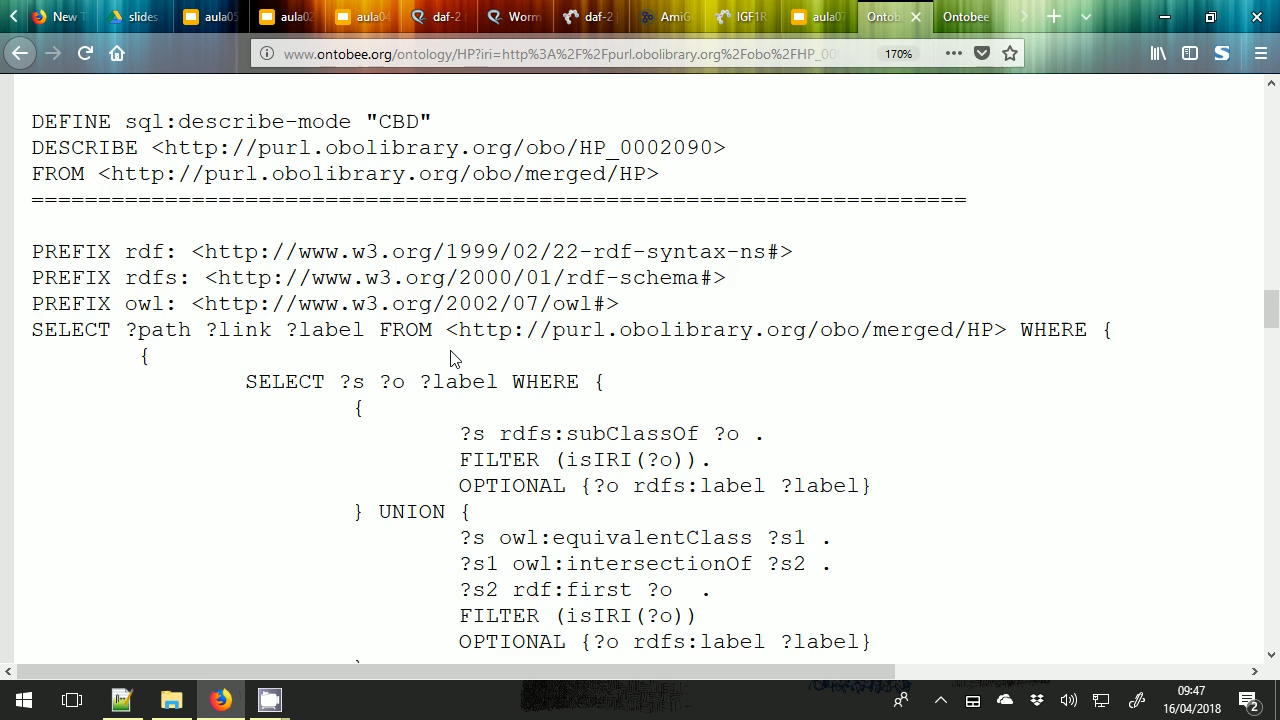 New T
slides
aula05
aula02
aula04
daf-2
Worm
daf-2
AmiG
IGF1R
aula07
Ontobe
Ontobee
www.ontobee.org/ontology/HP?iri=http%3A%2F%2Fpurl.obolibrary.org%2Fobo%2FHP_00
170%
DEFINE sql:describe-mode "CBD"
DESCRIBE <http://purl.obolibrary.org/obo/HP_0002090>
FROM <http://purl.obolibrary.org/obo/merged/HP>
======================================================================
PREFIX rdf: <http://www.w3.org/1999/02/22-rdf-syntax-ns#>
PREFIX rdfs: <http://www.w3.org/2000/01/rdf-schema#>
PREFIX owl: <http://www.w3.org/2002/07/owl#>
SELECT ?path ?link ?label FROM <http://purl.obolibrary.org/obo/merged/HP> WHERE {
{
SELECT ?s ?o ?label WHERE {
{
?s rdfs:subClassOf ?o .
FILTER (isIRI(?o)).
OPTIONAL {?o rdfs:label ?label}
} UNION {
?s owl:equivalentClass ?s1 .
?s1 owl:intersectionOf ?s2 .
?s2 rdf:first ?o  .
FILTER (isIRI(?o))
OPTIONAL {?o rdfs:label ?label}
09:47
16/04/2018
2